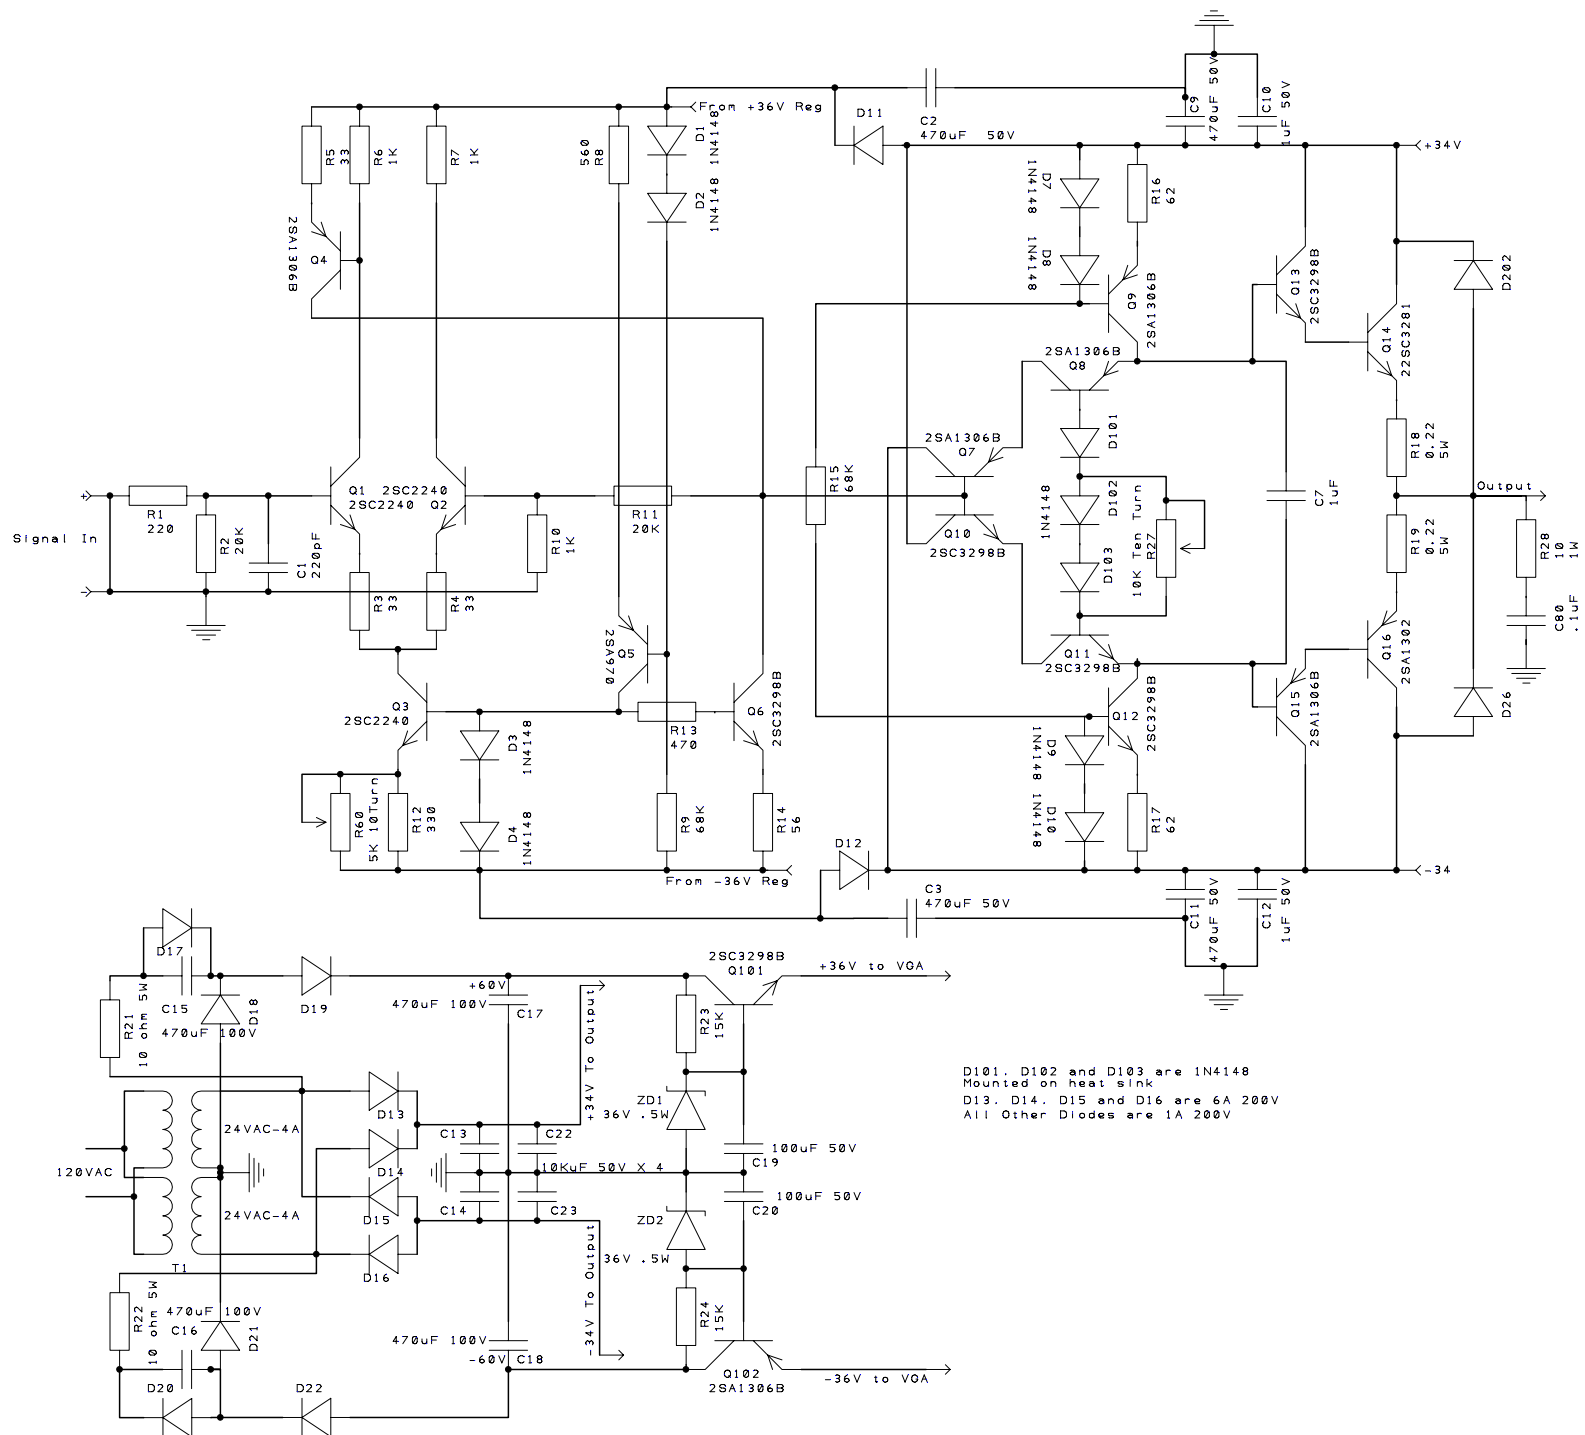 From +36V Reg
C2
470uF 50V
C9
470uF 50V
C10
1uF 50V
D11
+34V
R5
33
R6
1K
R7
1K
560
R8
D1
1N4148
D2
1N4148
D7
1N4148
R16
62
D8
1N4148
Q9
2SA1306B
Q13
2SC3298B
D202
2SA1306B
Q4
Q14
22SC3281
2SA1306B
Q8
D101
2SA1306B
Q7
R15
68K
R18
0.22
5W
Q1
2SC2240
2SC2240
Q2
R1
220
R2
20K
C1
220pF
Signal In
+
-
R10
1K
R11
20K
Q10
2SC3298B
1N4148
D102
D103
10K Ten Turn
R27
C7
1uF
Output
R19
0.22
5W
R28
10
1W
C80
.1uF
R3
33
R4
33
2SA970
Q5
Q11
2SC3298B
Q16
2SA1302
Q3
2SC2240
R13
470
Q6
2SC3298B
Q12
2SC3298B
Q15
2SA1306B
D26
D3
1N4148
D9
1N4148
D10
1N4148
R60
5K 10Turn
R12
330
D4
1N4148
R9
68K
R14
56
R17
62
D12
From -36V Reg
-34
C3
470uF 50V
C11
470uF 50V
C12
1uF 50V
D17
C15
470uF 100V
D18
D19
R21
10 ohm 5W
+60V
470uF 100V
C17
+34V To Output
R23
15K
2SC3298B
Q101
+36V to VGA
D13
24VAC-4A
D14
120VAC
24VAC-4A
D15
D16
T1
C13
C22
10KuF 50V X 4
C14
C23
ZD1
36V .5W
100uF 50V
C19
100uF 50V
C20
ZD2
36V .5W
D101, D102 and D103 are 1N4148
Mounted on heat sink
D13, D14, D15 and D16 are 6A 200V
All Other Diodes are 1A 200V
R22
10 ohm 5W
470uF 100V
C16
D21
D20
D22
470uF 100V
-60V
C18
-34V To Output
R24
15K
Q102
2SA1306B
-36V to VGA